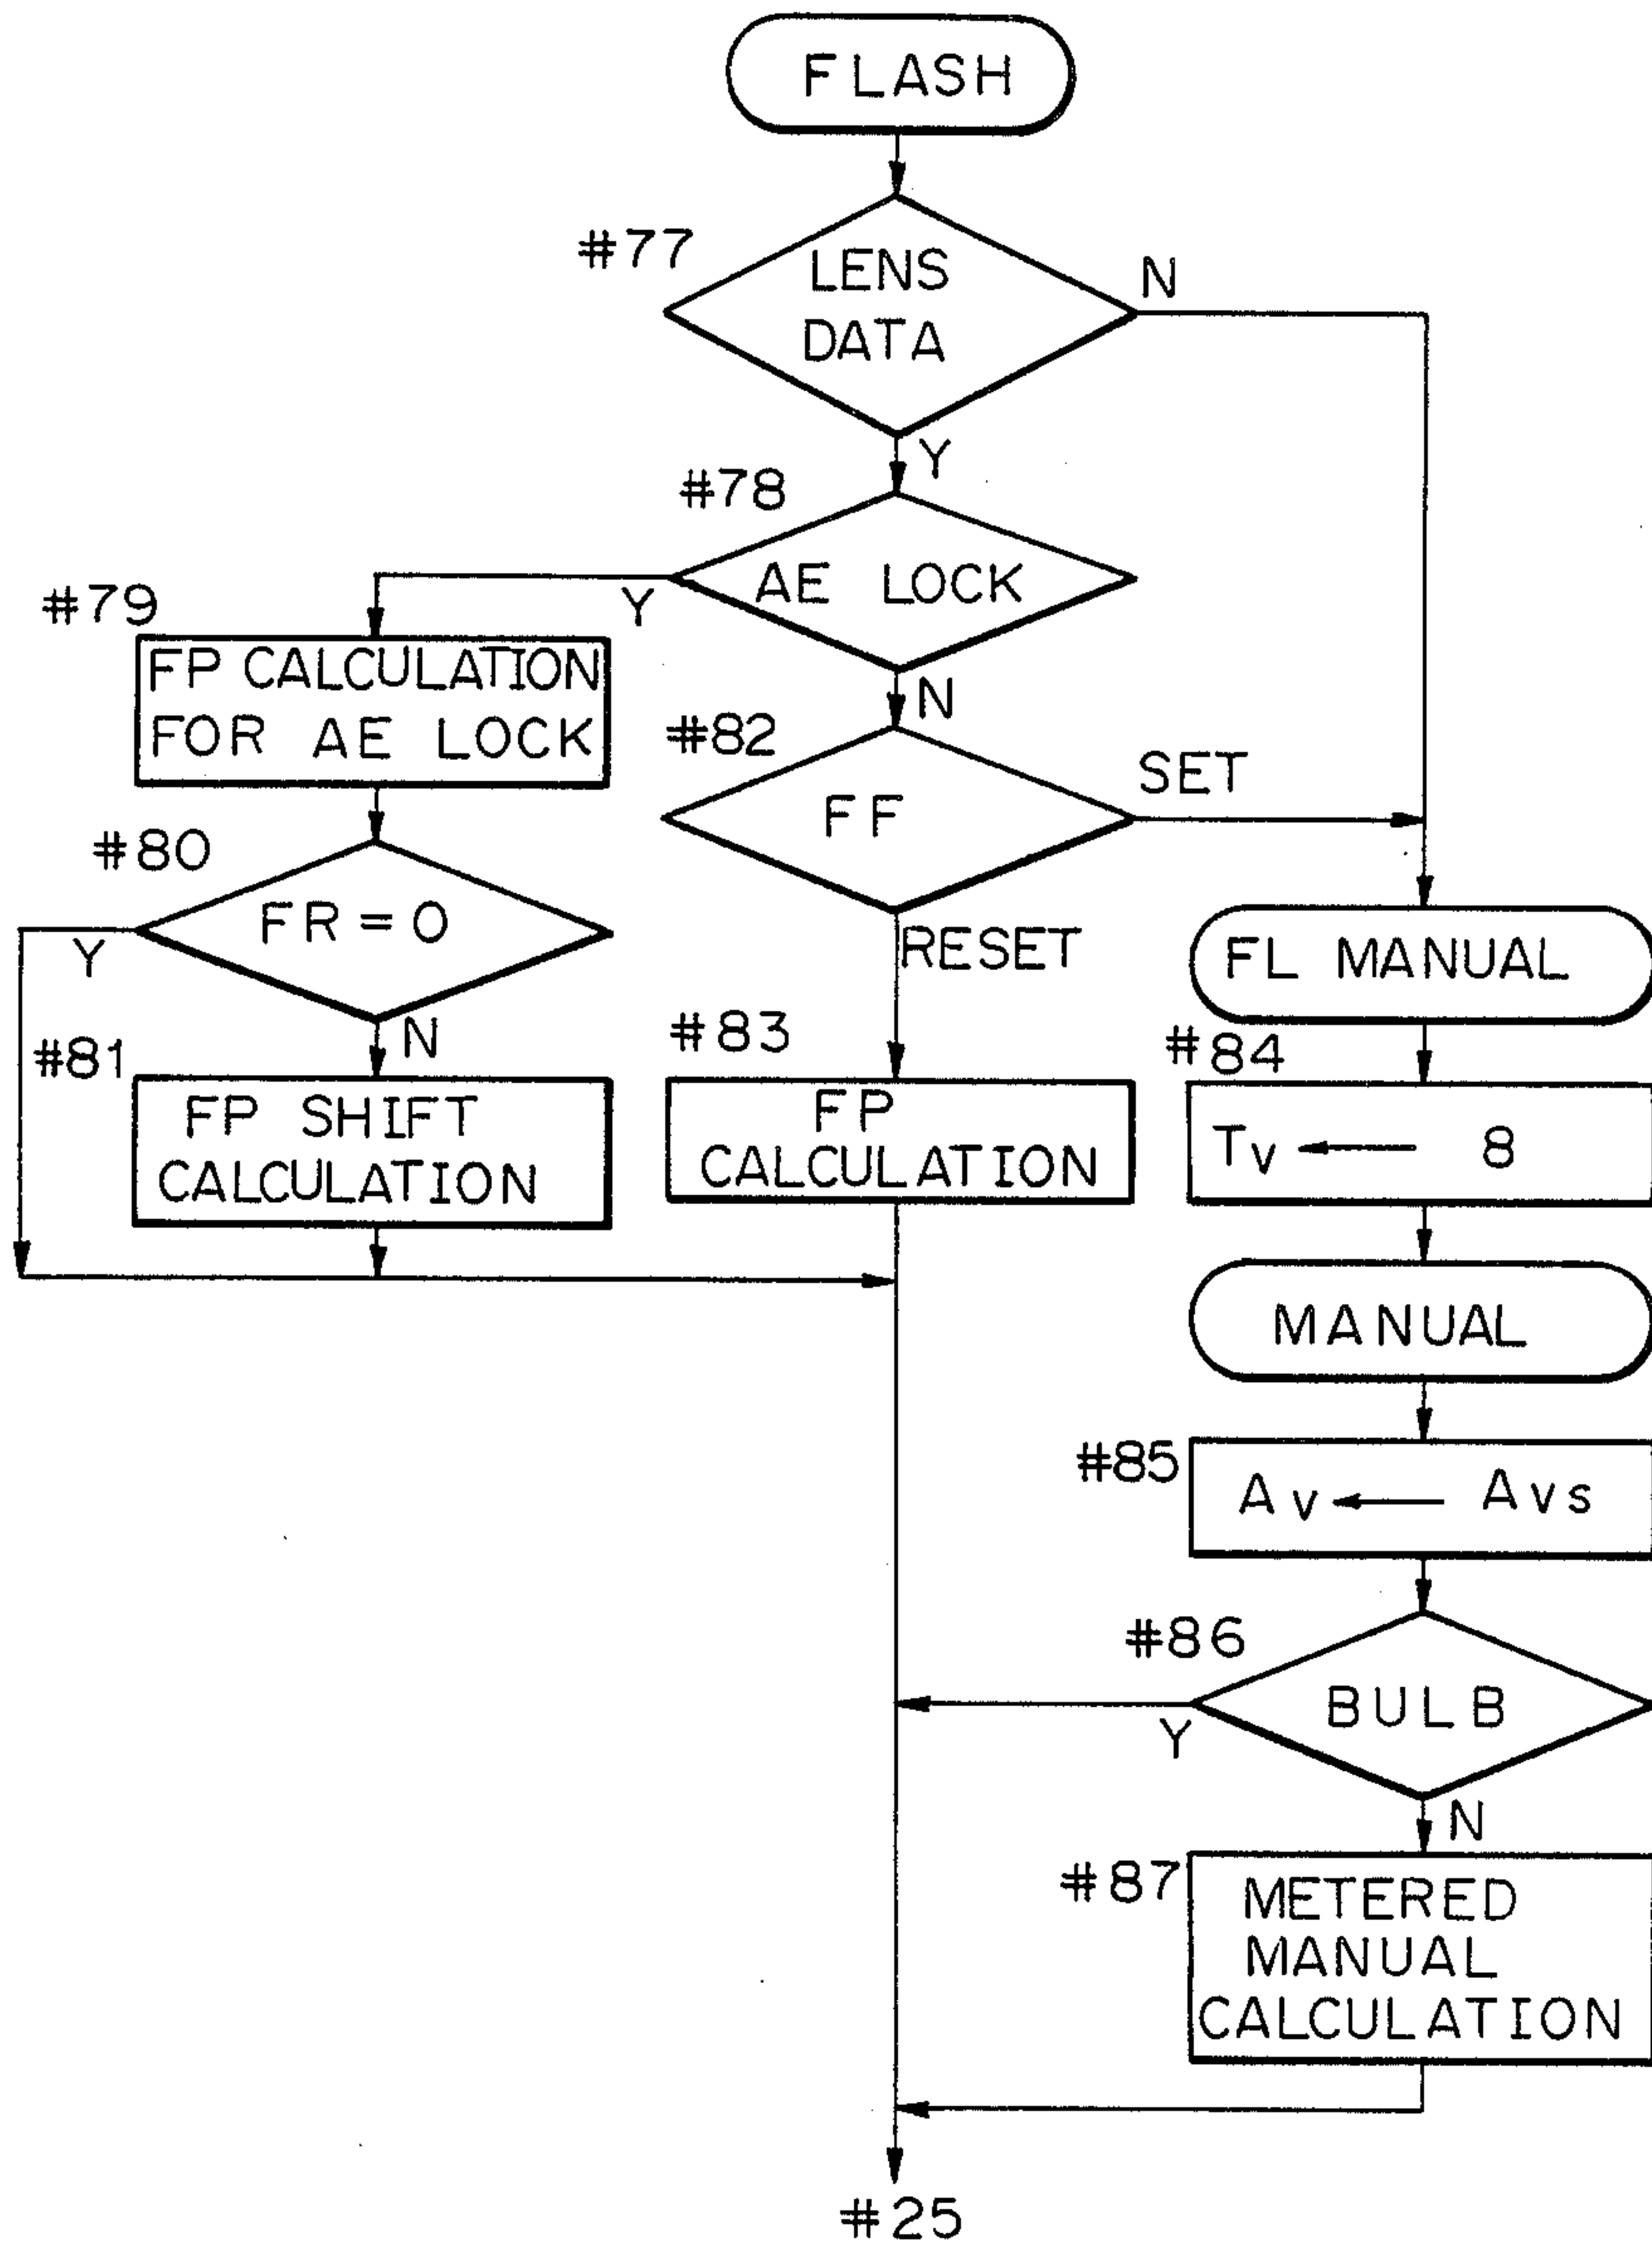 FLASH
#77
LENS
DATA
N
Y
#78
AE LOCK
Y
N
#79
FP CALCULATION
FOR AE LOCK
#82
FF
SET
RESET
#80
FR = 0
Y
N
#81
FP SHIFT
CALCULATION
#83
FP
CALCULATION
FL MANUAL
#84
Tv ← 8
MANUAL
#85
Av ← Avs
#86
BULB
Y
N
#87
METERED
MANUAL
CALCULATION
#25